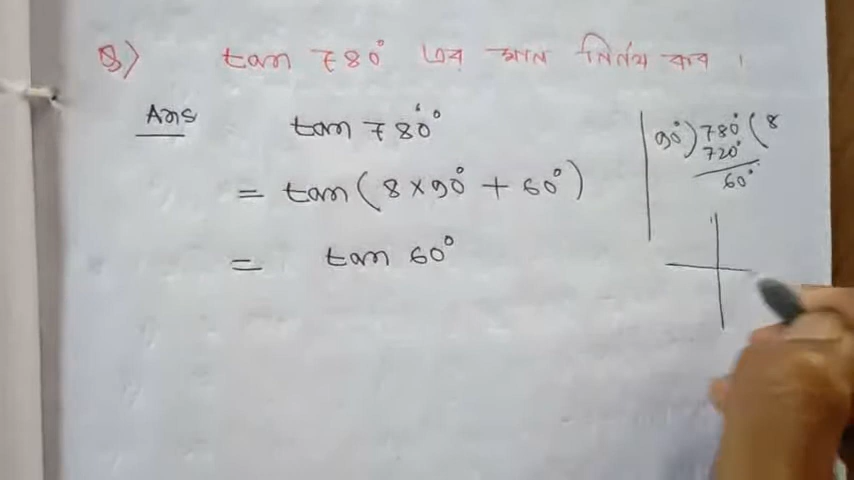 Q) tan 780° এর মান নির্ণয় কর ।
Ans tan 780°
= tan (8 × 90° + 60°)
= tan 60°
90°) 780° ( 8
720°
60°